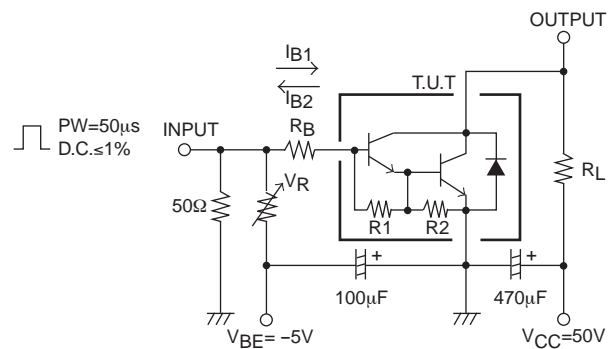 OUTPUT
IB1
IB2
T.U.T
PW=50μs
D.C.≤1%
INPUT
RB
VR
RL
50Ω
R1
R2
+
+
100μF
470μF
VBE= −5V
VCC=50V